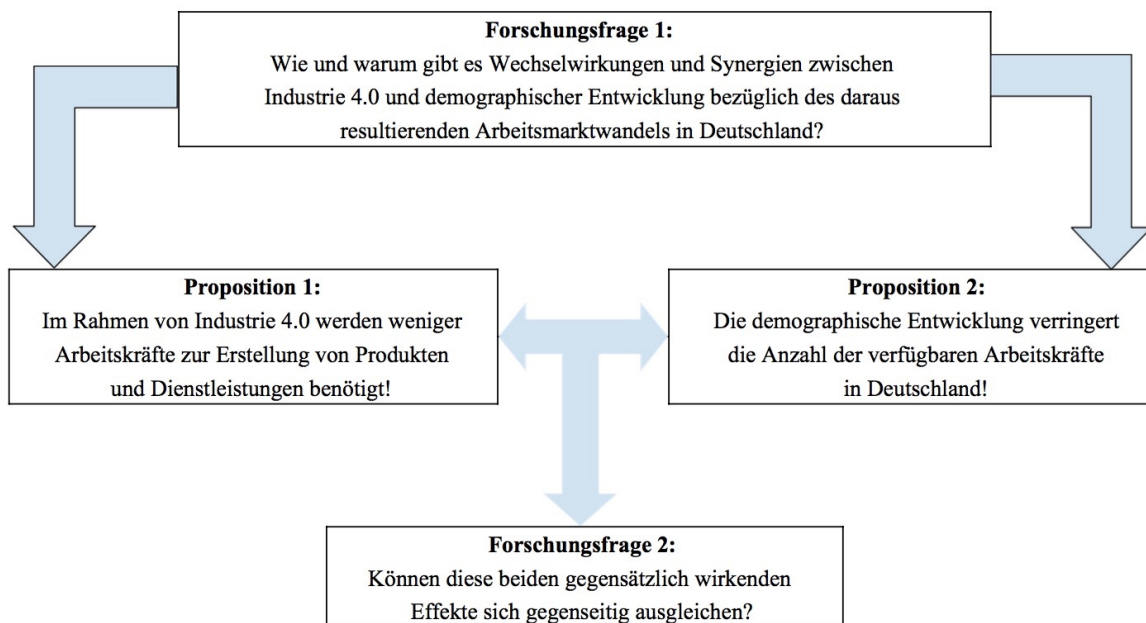 Forschungsfrage 1:
Wie und warum gibt es Wechselwirkungen und Synergien zwischen
Industrie 4.0 und demographischer Entwicklung bezüglich des daraus
resultierenden Arbeitsmarktwandels in Deutschland?
Proposition 1:
Im Rahmen von Industrie 4.0 werden weniger
Arbeitskräfte zur Erstellung von Produkten
und Dienstleistungen benötigt!
Proposition 2:
Die demographische Entwicklung verringert
die Anzahl der verfügbaren Arbeitskräfte
in Deutschland!
Forschungsfrage 2:
Können diese beiden gegensätzlich wirkenden
Effekte sich gegenseitig ausgleichen?